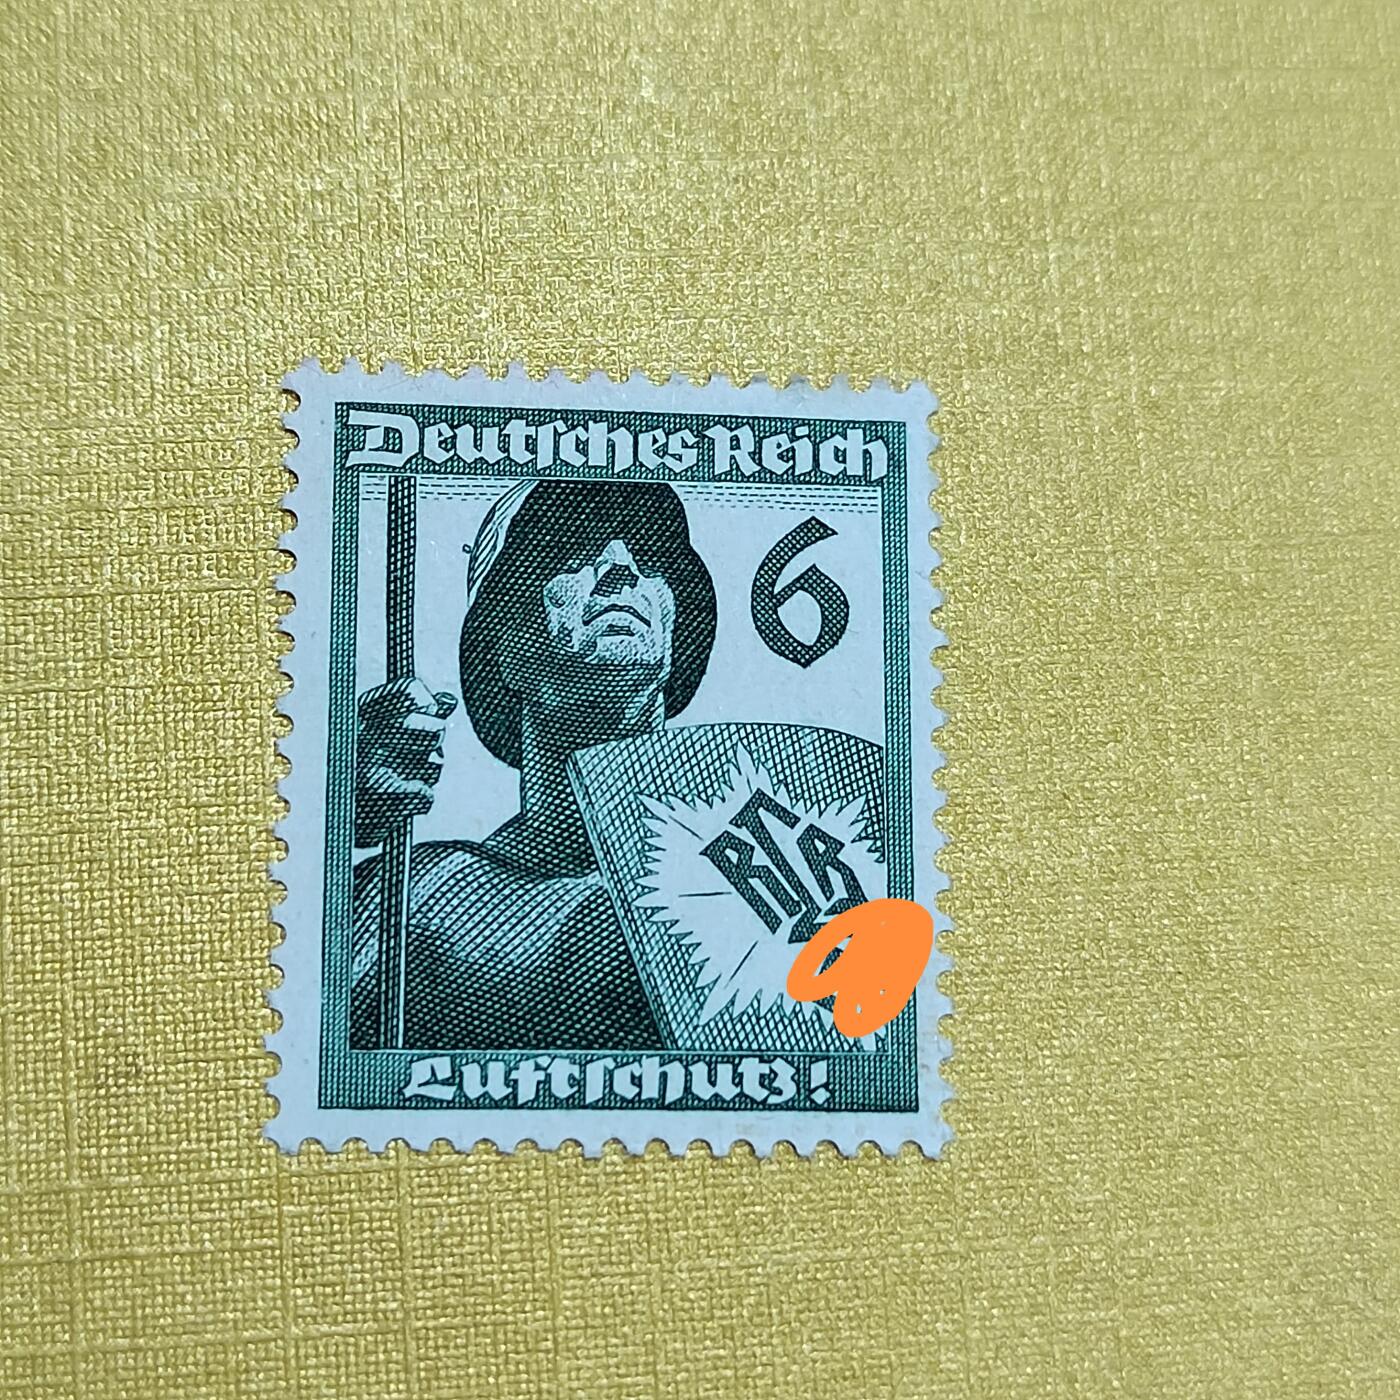 Deutsches Reich
6
RLB
Luftschutz!